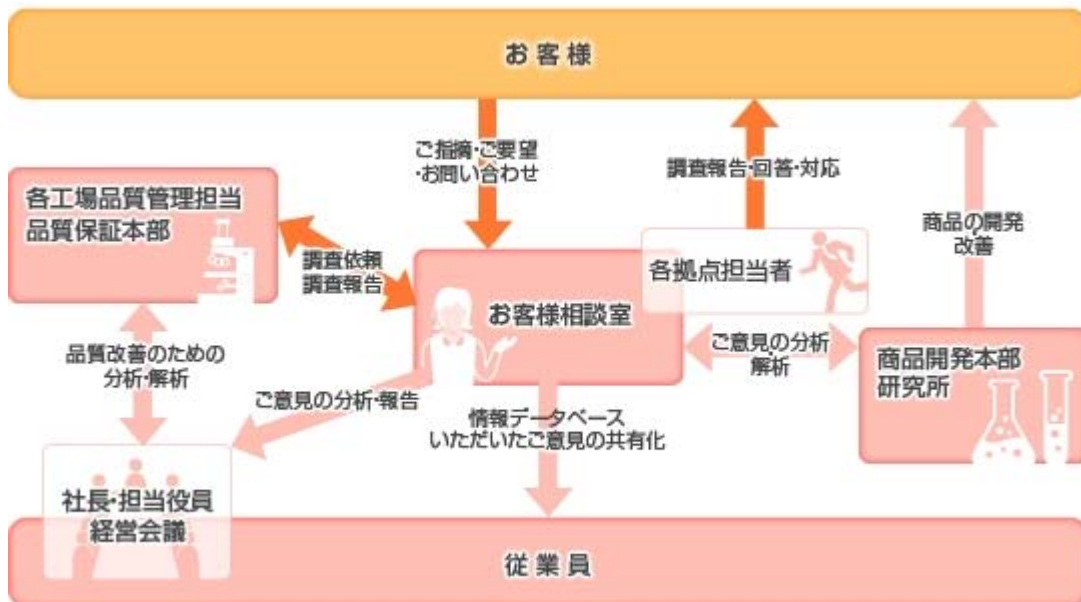 お客様
ご指摘・ご要望
・お問い合わせ
調査報告・回答・対応
商品の開発
改善
各工場品質管理担当
品質保証本部
調査依頼
調査報告
各拠点担当者
お客様相談室
品質改善のための
分析・解析
ご意見の分析・報告
ご意見の分析
解析
商品開発本部
研究所
情報データベース
いただいたご意見の共有化
社長・担当役員
経営会議
従業員